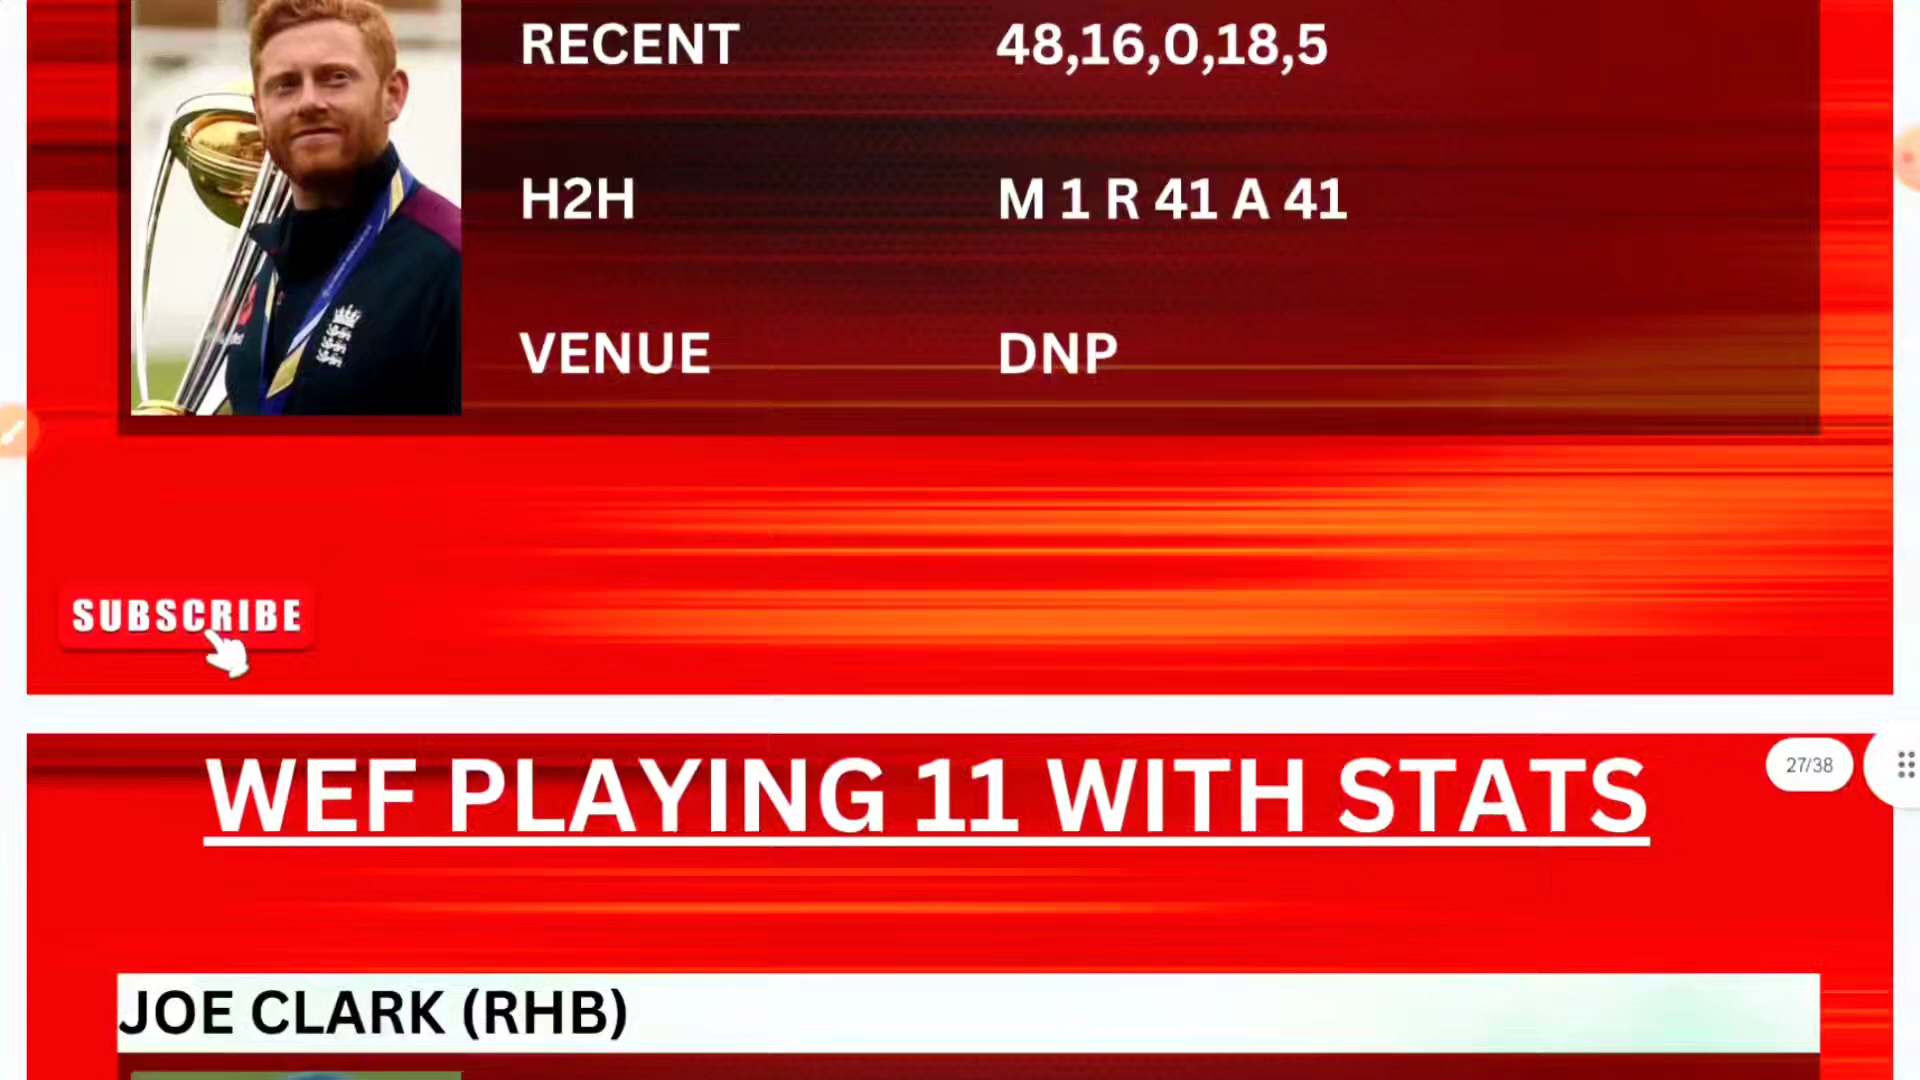 RECENT 48,16,0,18,5
H2H M 1 R 41 A 41
VENUE DNP
SUBSCRIBE
WEF PLAYING 11 WITH STATS
27/38
JOE CLARK (RHB)